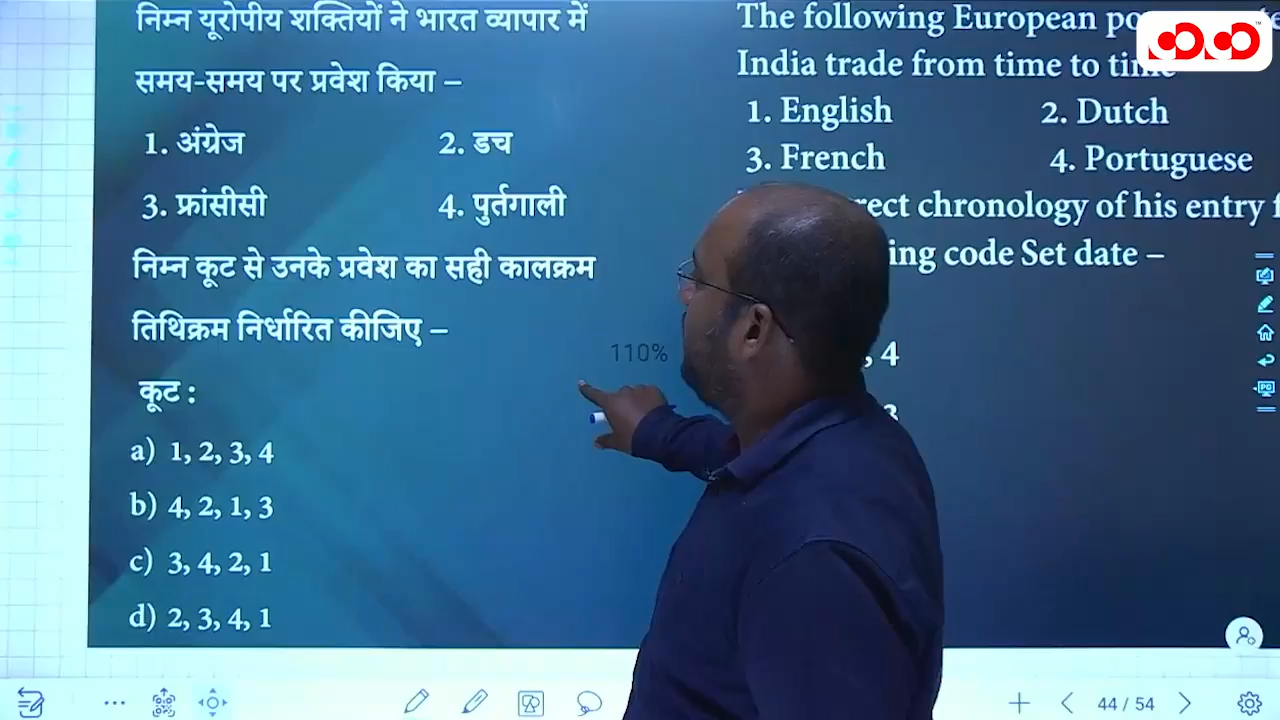 निम्न यूरोपीय शक्तियों ने भारत व्यापार में
समय-समय पर प्रवेश किया –
1. अंग्रेज 2. डच
3. फ्रांसीसी 4. पुर्तगाली
निम्न कूट से उनके प्रवेश का सही कालक्रम
तिथिक्रम निर्धारित कीजिए –
कूट :
a) 1, 2, 3, 4
b) 4, 2, 1, 3
c) 3, 4, 2, 1
d) 2, 3, 4, 1
The following European
India trade from time to time
1. English 2. Dutch
3. French 4. Portuguese
chronology of his entry
code Set date –
, 4
3
110%
44 / 54